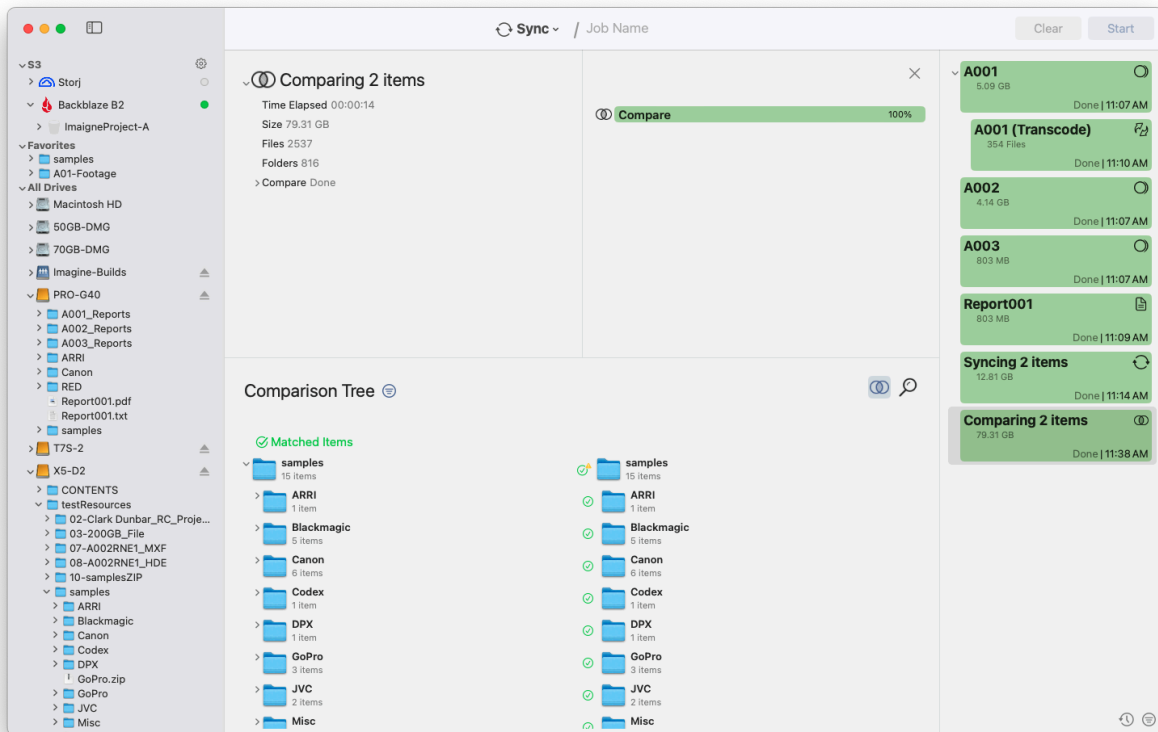 Sync
/ Job Name
Clear
Start
S3
Storj
Backblaze B2
ImaigneProject-A
Favorites
samples
A01-Footage
All Drives
Macintosh HD
50GB-DMG
70GB-DMG
Imagine-Builds
PRO-G40
A001_Reports
A002_Reports
A003_Reports
ARRI
Canon
RED
Report001.pdf
Report001.txt
samples
T7S-2
X5-D2
CONTENTS
testResources
02-Clark Dunbar_RC_Proje...
03-200GB_File
07-A002RNE1_MXF
08-A002RNE1_HDE
10-samplesZIP
samples
ARRI
Blackmagic
Canon
Codex
DPX
GoPro.zip
GoPro
JVC
Misc
Comparing 2 items
Time Elapsed 00:00:14
Size 79.31 GB
Files 2537
Folders 816
Compare Done
Compare 100%
Comparison Tree
Matched Items
samples
15 items
ARRI
1 item
Blackmagic
5 items
Canon
6 items
Codex
1 item
DPX
1 item
GoPro
3 items
JVC
2 items
Misc
samples
15 items
ARRI
1 item
Blackmagic
5 items
Canon
6 items
Codex
1 item
DPX
1 item
GoPro
3 items
JVC
2 items
Misc
A001
5.09 GB
Done | 11:07 AM
A001 (Transcode)
354 Files
Done | 11:10 AM
A002
4.14 GB
Done | 11:07 AM
A003
803 MB
Done | 11:07 AM
Report001
803 MB
Done | 11:09 AM
Syncing 2 items
12.81 GB
Done | 11:14 AM
Comparing 2 items
79.31 GB
Done | 11:38 AM